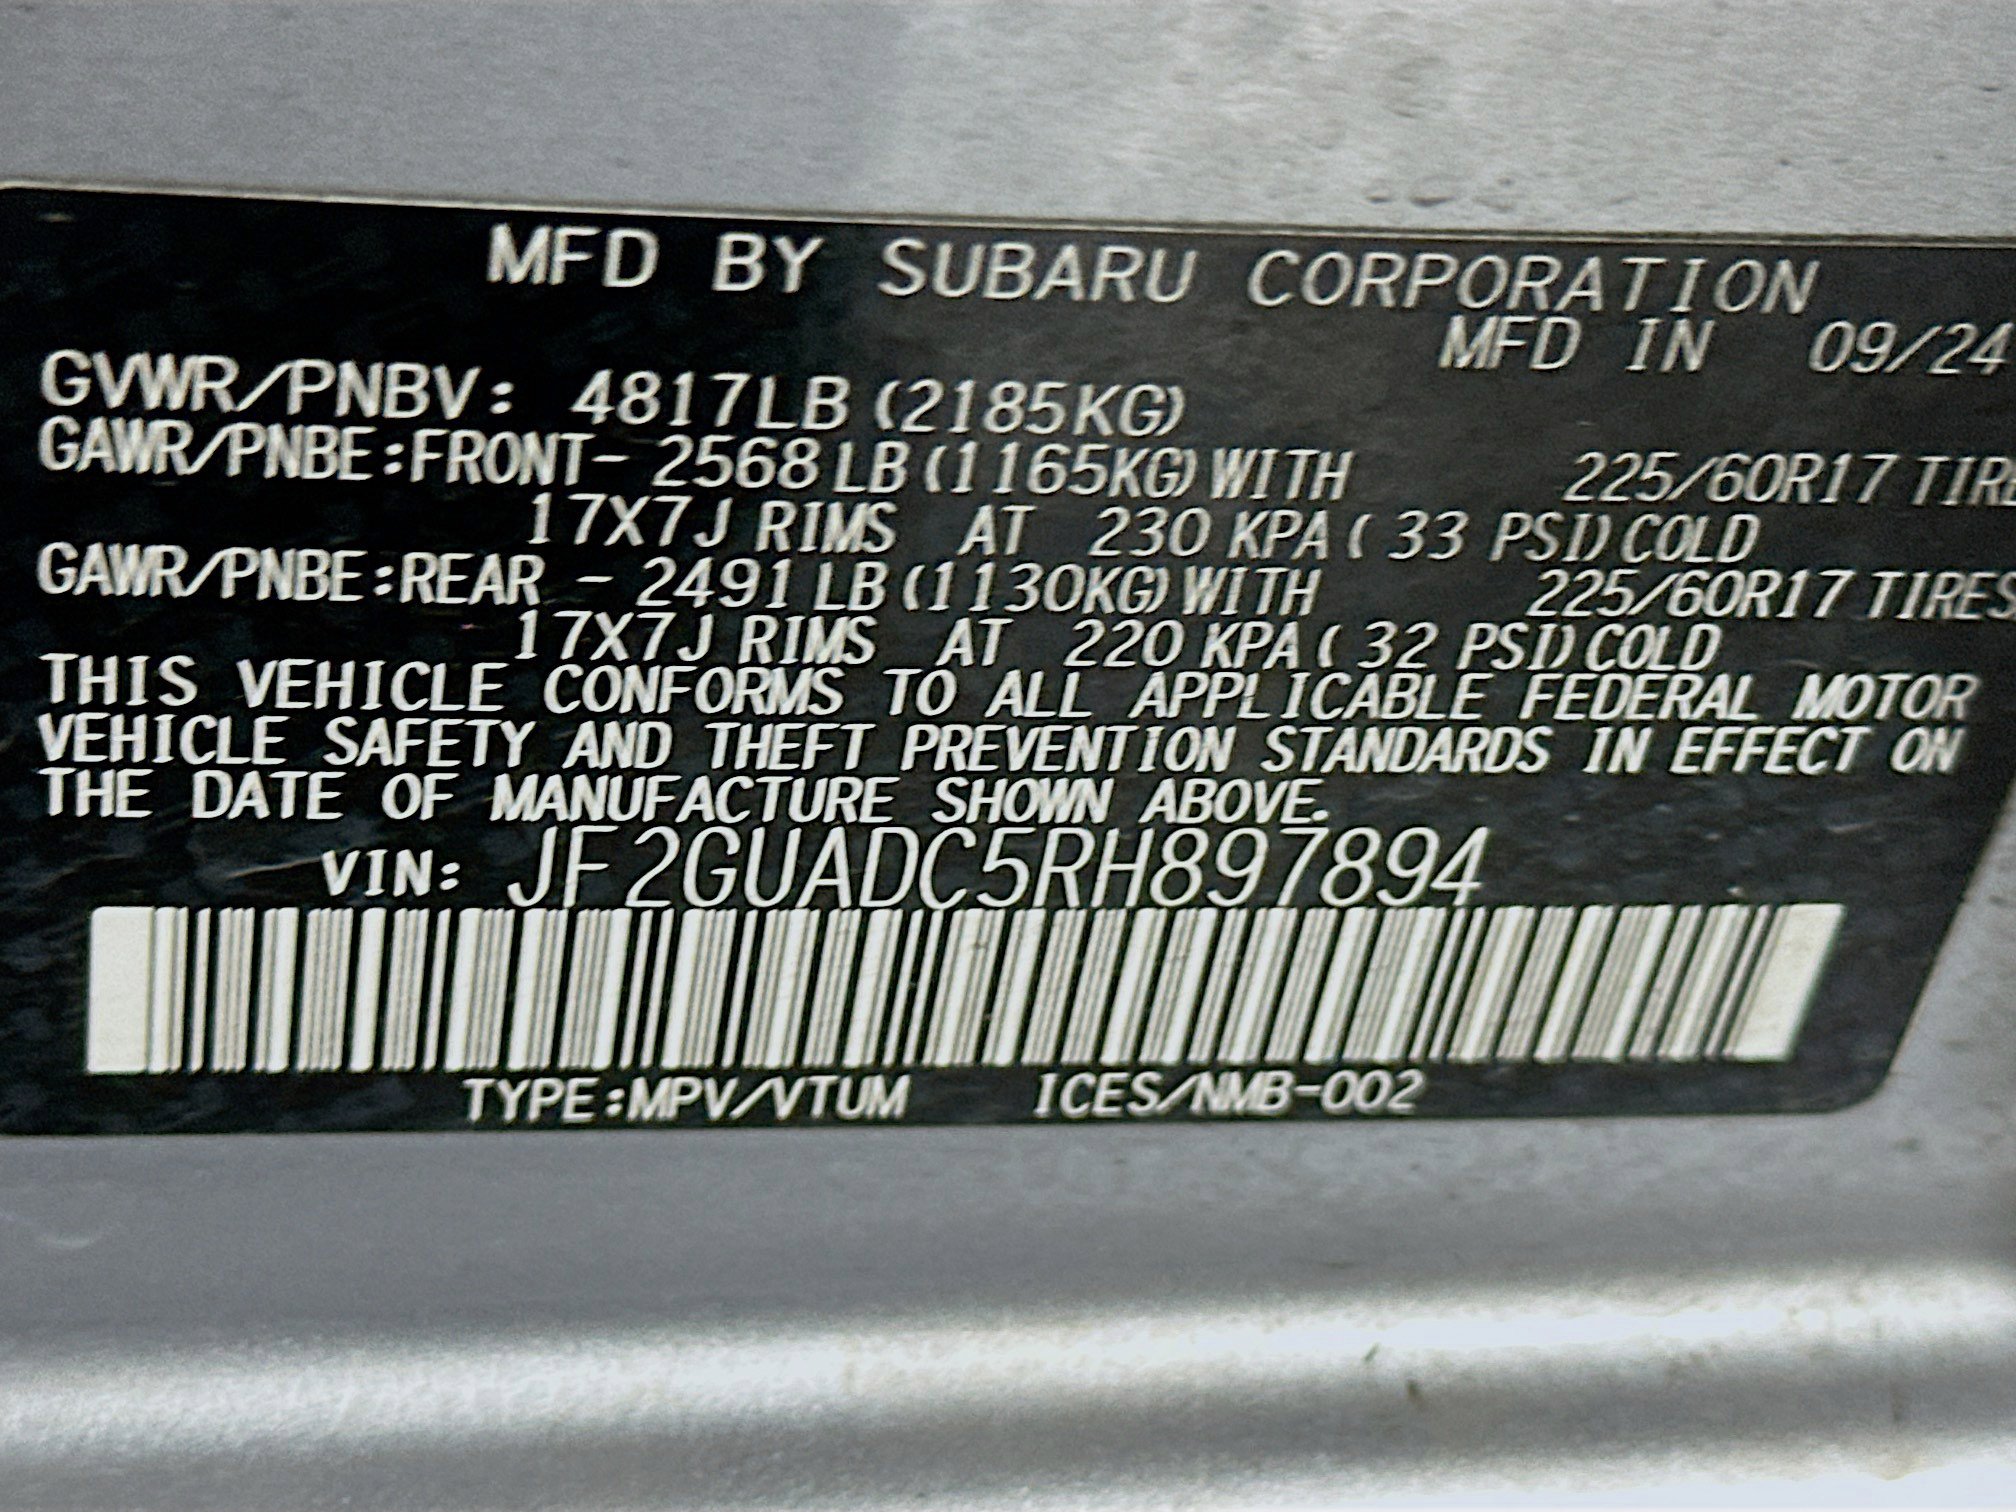 MFD BY SUBARU CORPORATION
MFD IN 09/24
GVWR/PNBV: 4817LB (2185KG)
GAWR/PNBE:FRONT- 2568 LB (1165KG) WITH 225/60R17 TIRE
17X7J RIMS AT 230 KPA ( 33 PSI) COLD
GAWR/PNBE:REAR - 2491 LB (1130KG) WITH 225/60R17 TIRES
17X7J RIMS AT 220 KPA ( 32 PSI) COLD
THIS VEHICLE CONFORMS TO ALL APPLICABLE FEDERAL MOTOR
VEHICLE SAFETY AND THEFT PREVENTION STANDARDS IN EFFECT ON
THE DATE OF MANUFACTURE SHOWN ABOVE.
VIN: JF2GUADC5RH897894
TYPE:MPV/VTUM ICES/NMB-002